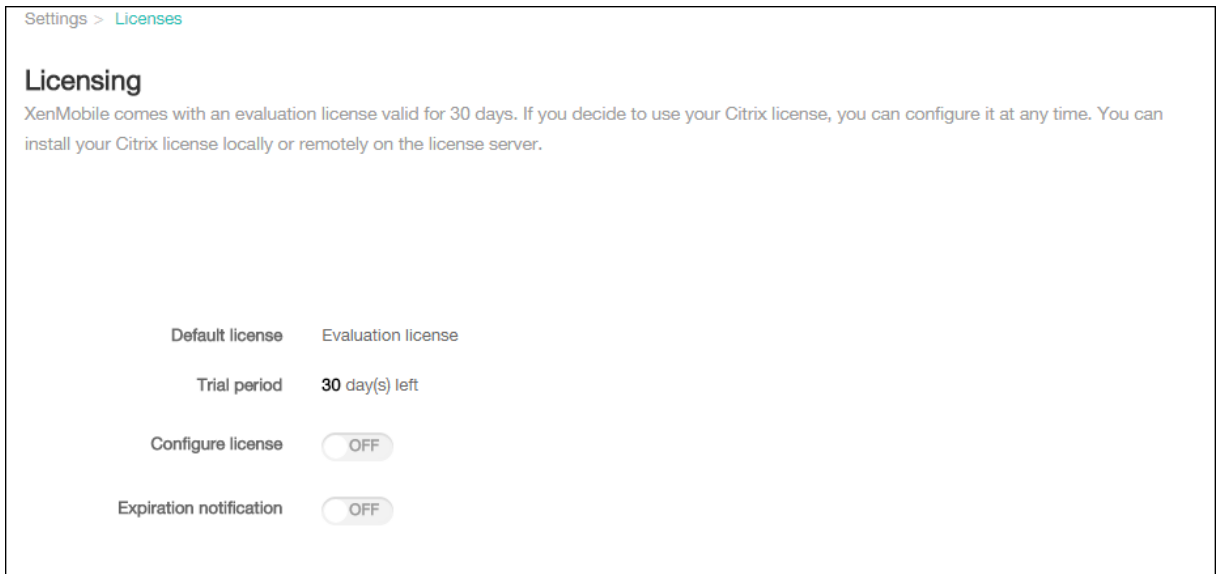 Settings > Licenses
Licensing
XenMobile comes with an evaluation license valid for 30 days. If you decide to use your Citrix license, you can configure it at any time. You can
install your Citrix license locally or remotely on the license server.
Default license Evaluation license
Trial period 30 day(s) left
Configure license OFF
Expiration notification OFF